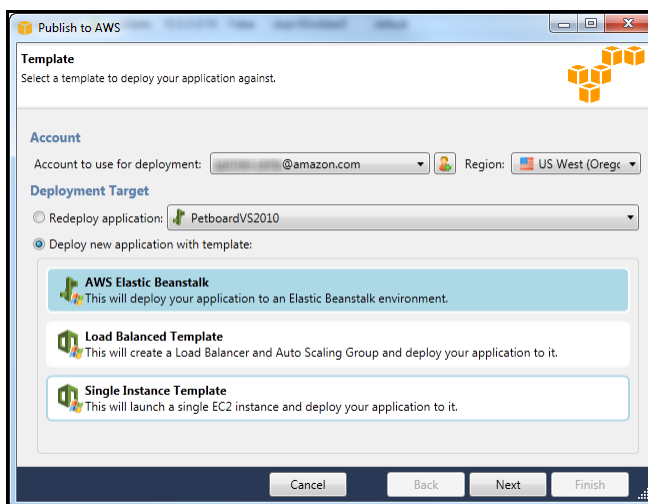 Publish to AWS
Template
Select a template to deploy your application against.
Account
Account to use for deployment: @amazon.com Region: US West (Oreg
Deployment Target
Redeploy application: PetboardVS2010
Deploy new application with template:
AWS Elastic Beanstalk
This will deploy your application to an Elastic Beanstalk environment.
Load Balanced Template
This will create a Load Balancer and Auto Scaling Group and deploy your application to it.
Single Instance Template
This will launch a single EC2 instance and deploy your application to it.
Cancel Back Next Finish